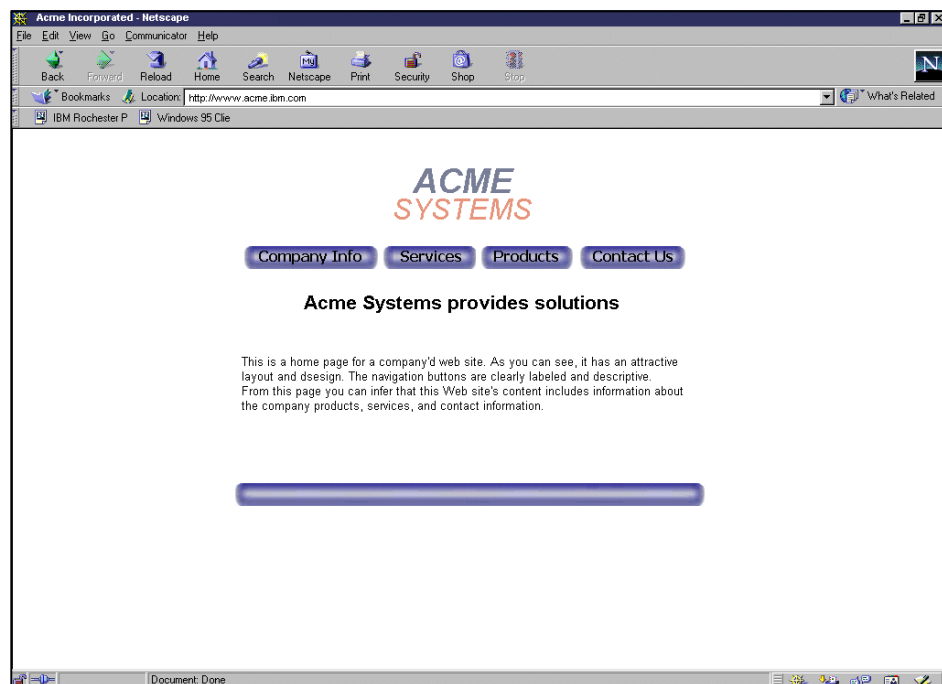 Acme Incorporated - Netscape
File Edit View Go Communicator Help
My
Back Forward Reload Home Search Netscape Print Security Shop Stop
N
Bookmarks Location: http://www.acme.ibm.com What's Related
IBM Rochester P Windows 95 Clie
ACME
SYSTEMS
Company Info Services Products Contact Us
Acme Systems provides solutions
This is a home page for a company'd web site. As you can see, it has an attractive
layout and dsesign. The navigation buttons are clearly labeled and descriptive.
From this page you can infer that this Web site's content includes information about
the company products, services, and contact information.
Document: Done